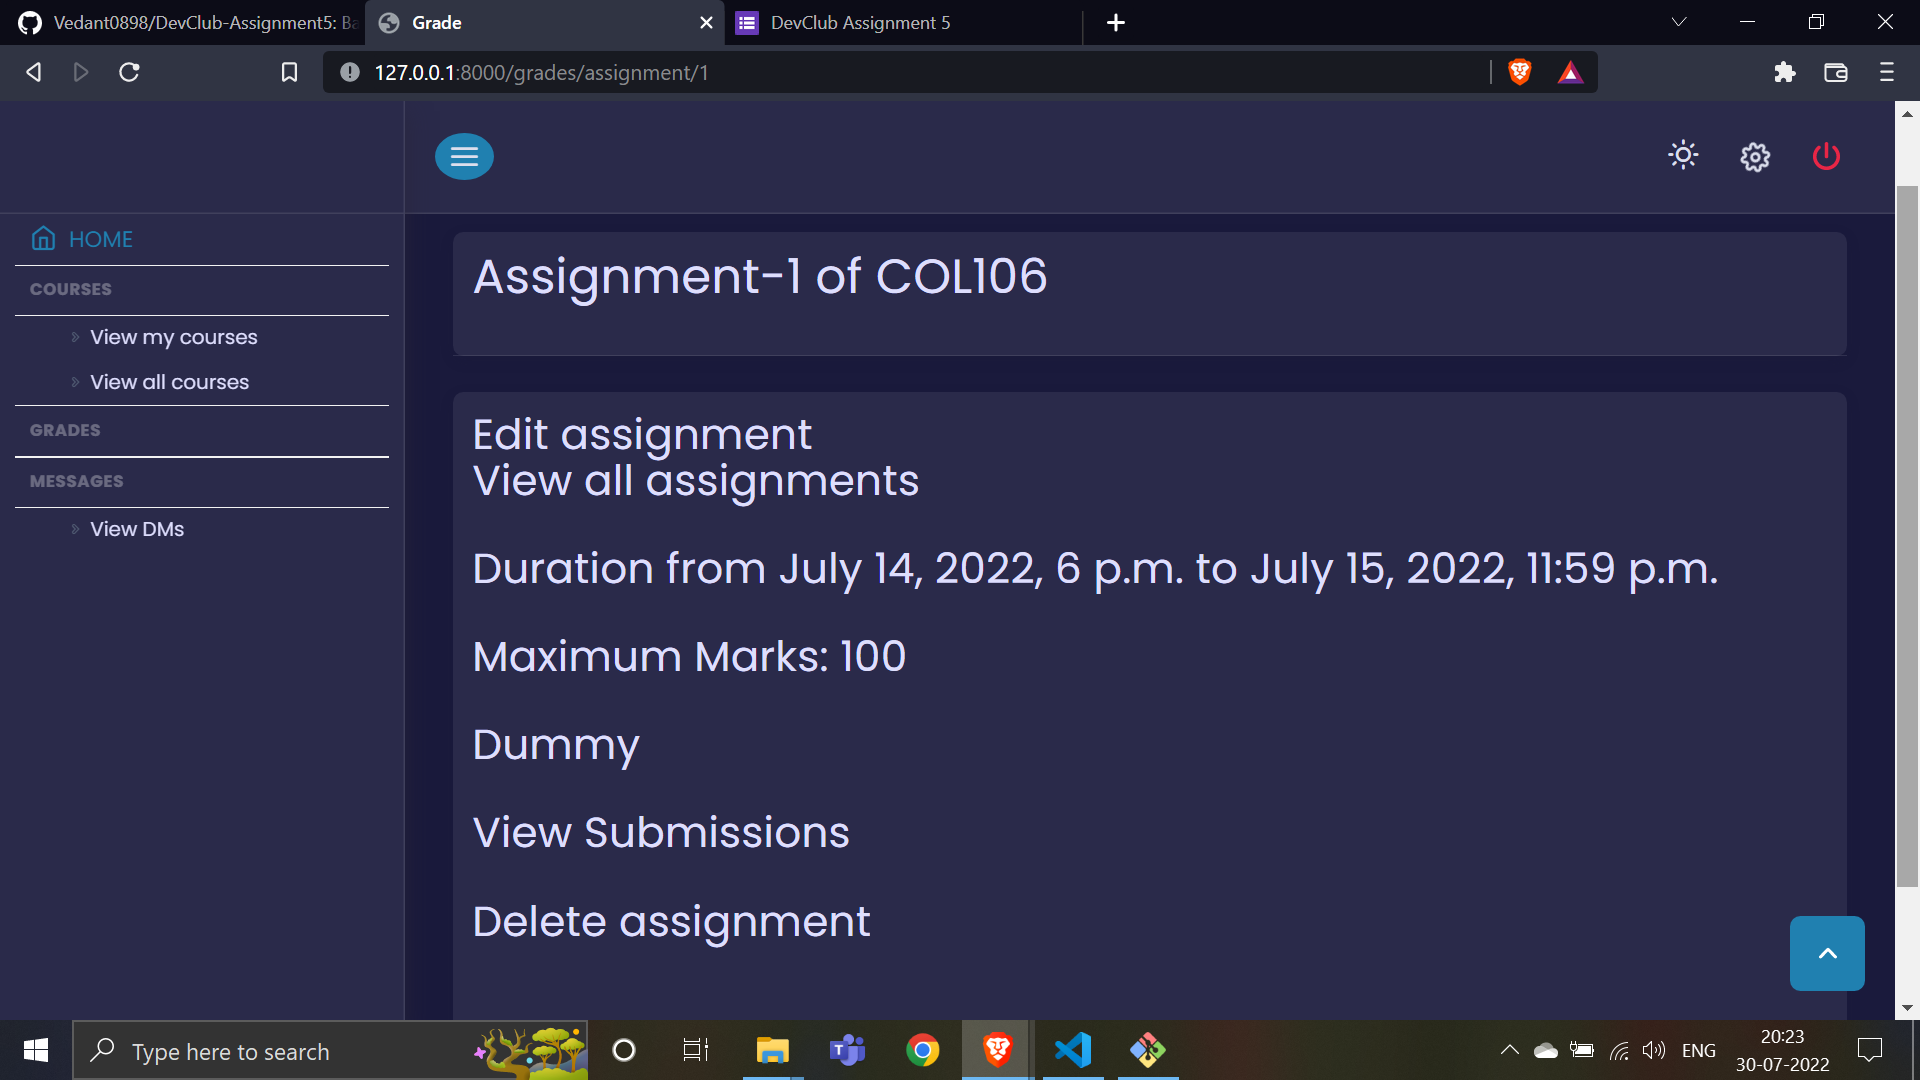 Vedant0898/DevClub-Assignment5: Ba
Grade
DevClub Assignment 5
127.0.0.1:8000/grades/assignment/1
HOME
COURSES
View my courses
View all courses
GRADES
MESSAGES
View DMs
Assignment-1 of COL106
Edit assignment
View all assignments
Duration from July 14, 2022, 6 p.m. to July 15, 2022, 11:59 p.m.
Maximum Marks: 100
Dummy
View Submissions
Delete assignment
Type here to search
ENG
20:23
30-07-2022